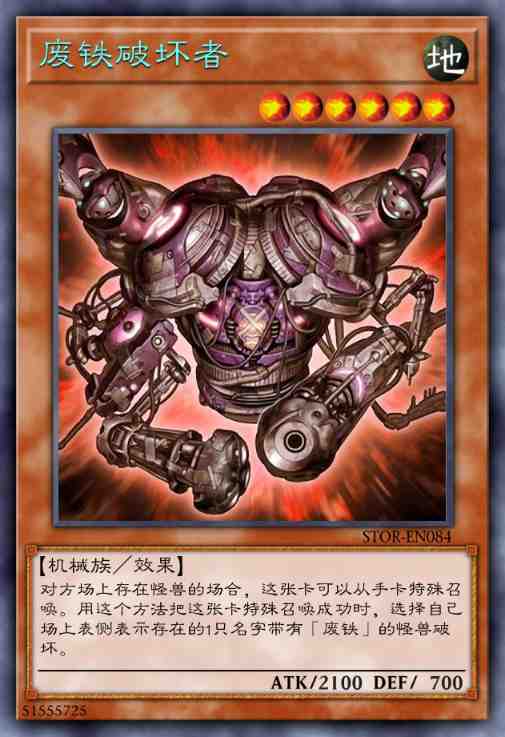 废铁破坏者
地
STOR-EN084
【机械族／效果】
对方场上存在怪兽的场合，这张卡可以从手卡特殊召
唤。用这个方法把这张卡特殊召唤成功时，选择自己
场上表侧表示存在的1只名字带有「废铁」的怪兽破
坏。
ATK/2100 DEF/ 700
51555725